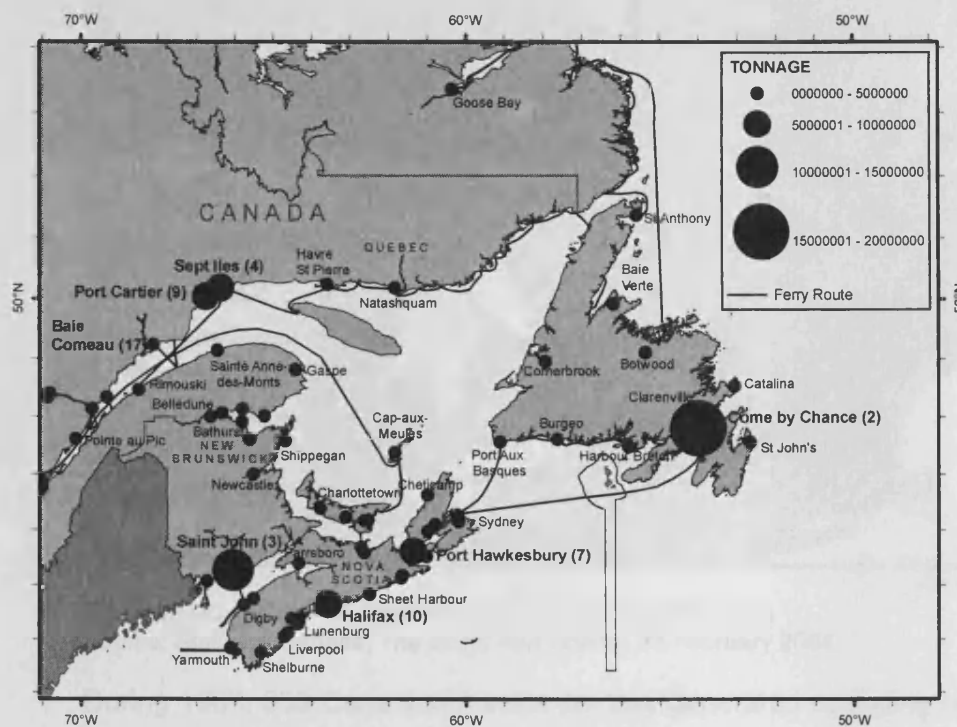 70°W
60°W
50°W
TONNAGE
0000000 - 5000000
5000001 - 10000000
10000001 - 15000000
15000001 - 20000000
Ferry Route
Goose Bay
CANADA
St Anthony
QUEBEC
Sept Iles (4)
Havre
St Pierre
Baie
Verte
Port Cartier (9)
Natashquam
50°N
Baie
Comeau (17)
Sainte Anne-
des-Monts
Gaspe
Cornerbrook
Botwood
Rimouski
Catalina
Belledune
Clarenville
Cap-aux-
Meules
Come by Chance (2)
Pointe au Pic
Bathurst
Burgeo
NEW
BRUNSWICK
Shippegan
Port Aux
Basques
Harbour Breton
St John's
Newcastle
Charlottetown
Cheticamp
Sydney
Saint John (3)
Parrsboro
Port Hawkesbury (7)
NOVA
SCOTIA
Sheet Harbour
Digby
Halifax (10)
Lunenburg
Liverpool
Yarmouth
Shelburne
70°W
60°W
50°W